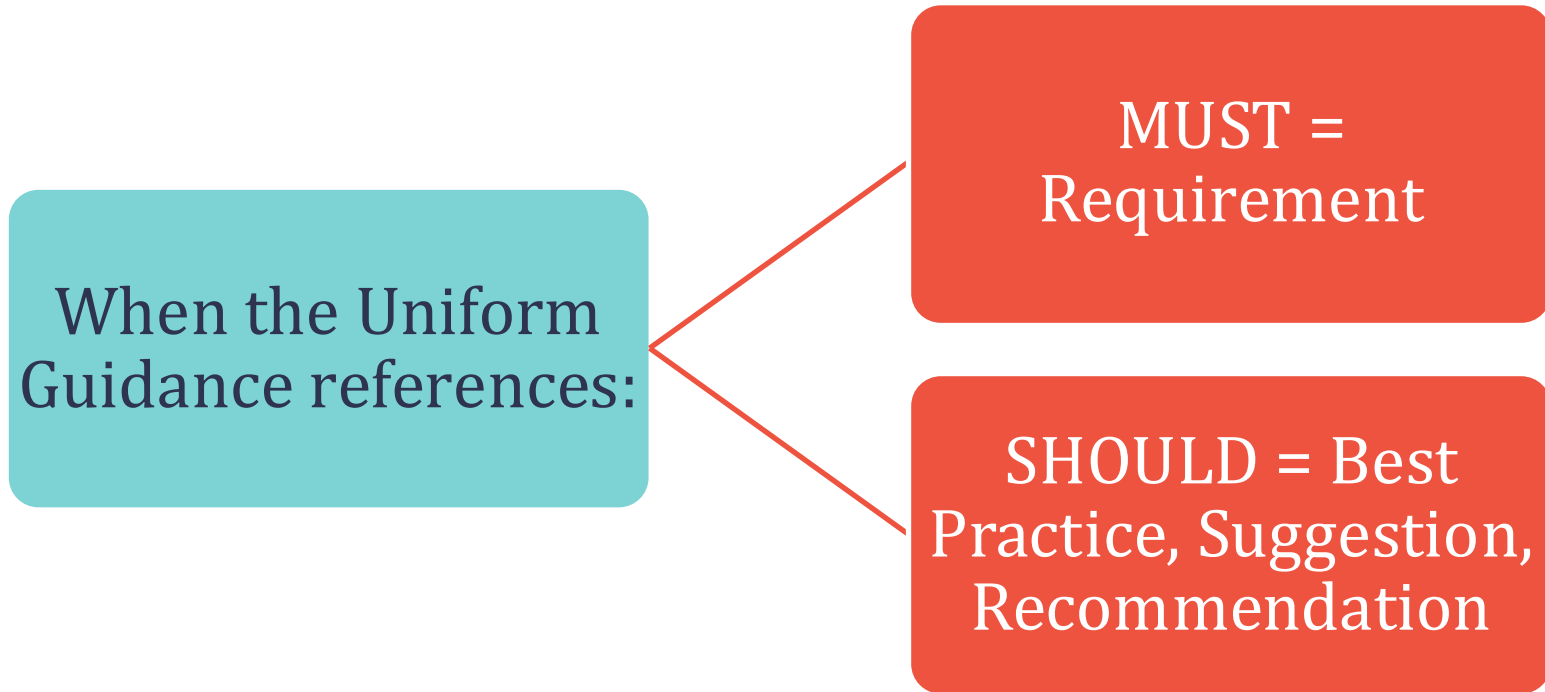 When the Uniform
Guidance references:
MUST =
Requirement
SHOULD = Best
Practice, Suggestion,
Recommendation